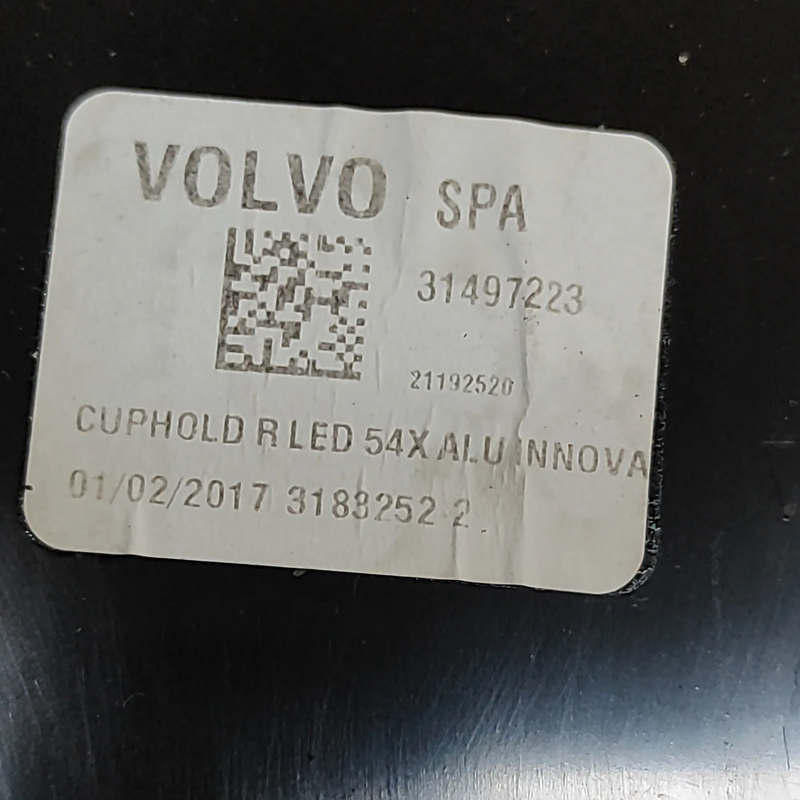 VOLVO SPA
31497223
21192520
CUPHOLD R LED 54X ALU INNOVA
01/02/2017 3183252 2